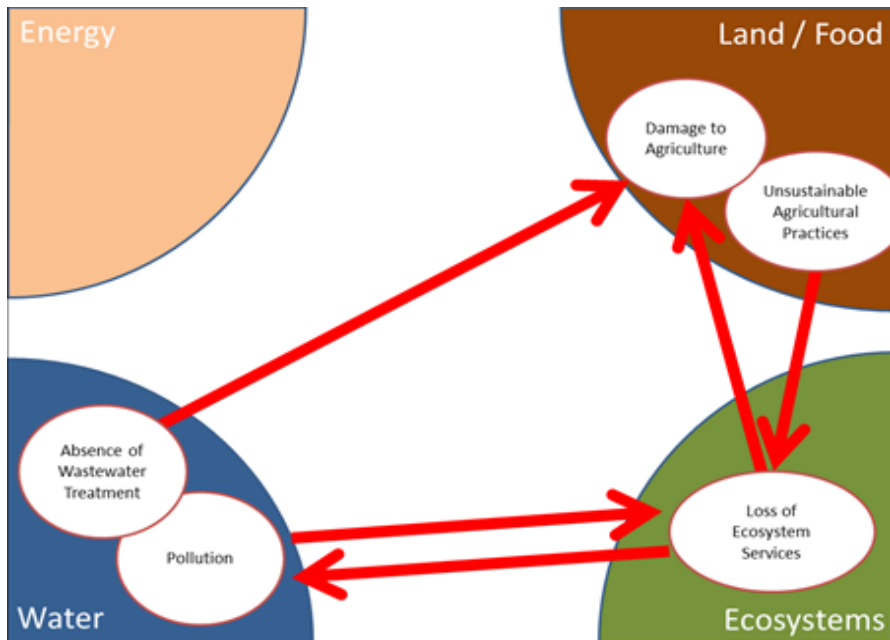 Energy
Land / Food
Damage to
Agriculture
Unsustainable
Agricultural
Practices
Absence of
Wastewater
Treatment
Pollution
Loss of
Ecosystem
Services
Water
Ecosystems